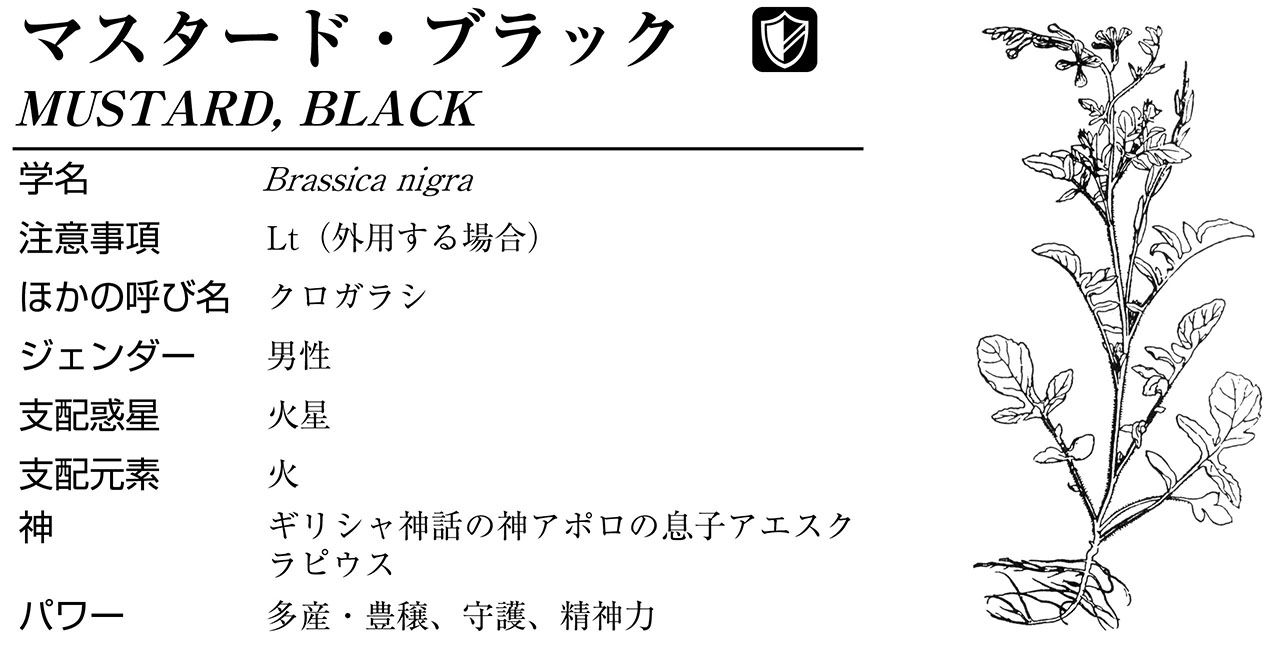 マスタード・ブラック
MUSTARD, BLACK
学名 Brassica nigra
注意事項 Lt（外用する場合）
ほかの呼び名 クロガラシ
ジェンダー 男性
支配惑星 火星
支配元素 火
神 ギリシャ神話の神アポロの息子アエスク
ラピウス
パワー 多産・豊穣、守護、精神力